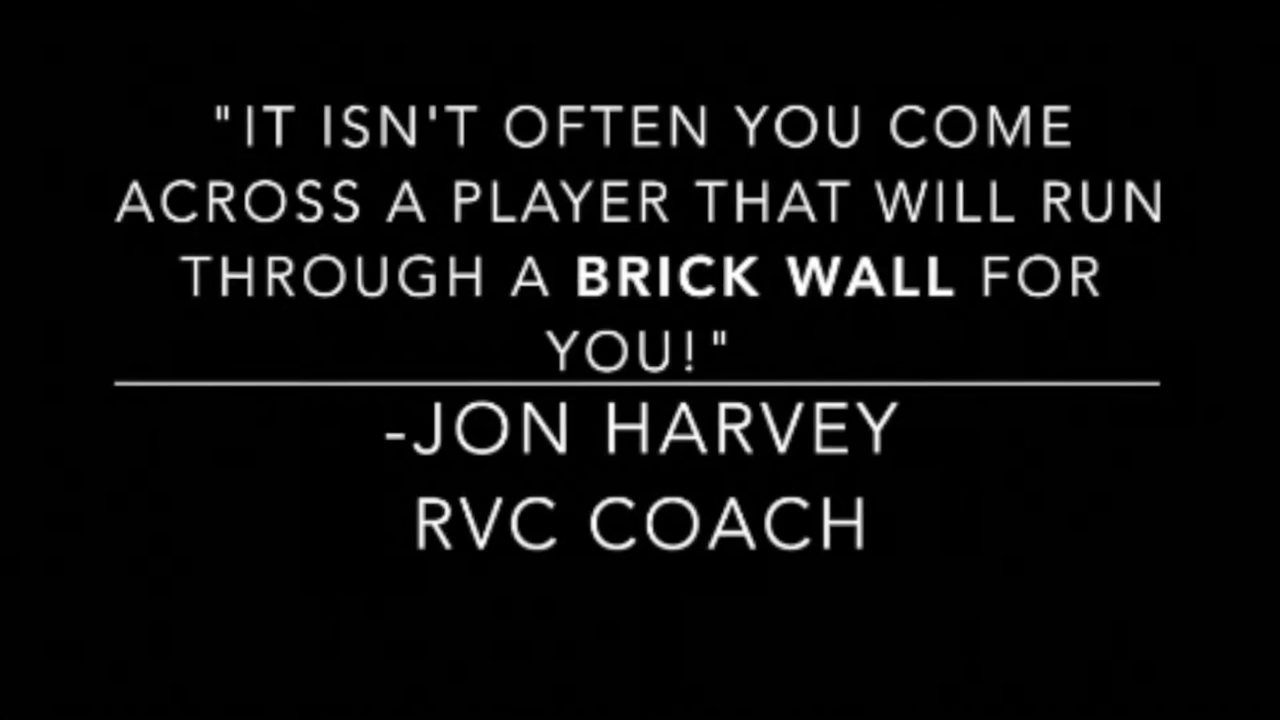 "IT ISN'T OFTEN YOU COME
ACROSS A PLAYER THAT WILL RUN
THROUGH A BRICK WALL FOR
YOU!"
-JON HARVEY
RVC COACH